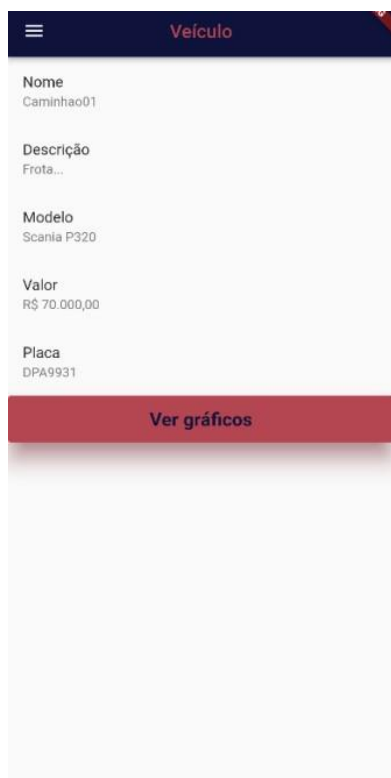 Veículo
Nome
Caminhao01
Descrição
Frota...
Modelo
Scania P320
Valor
R$ 70.000,00
Placa
DPA9931
Ver gráficos